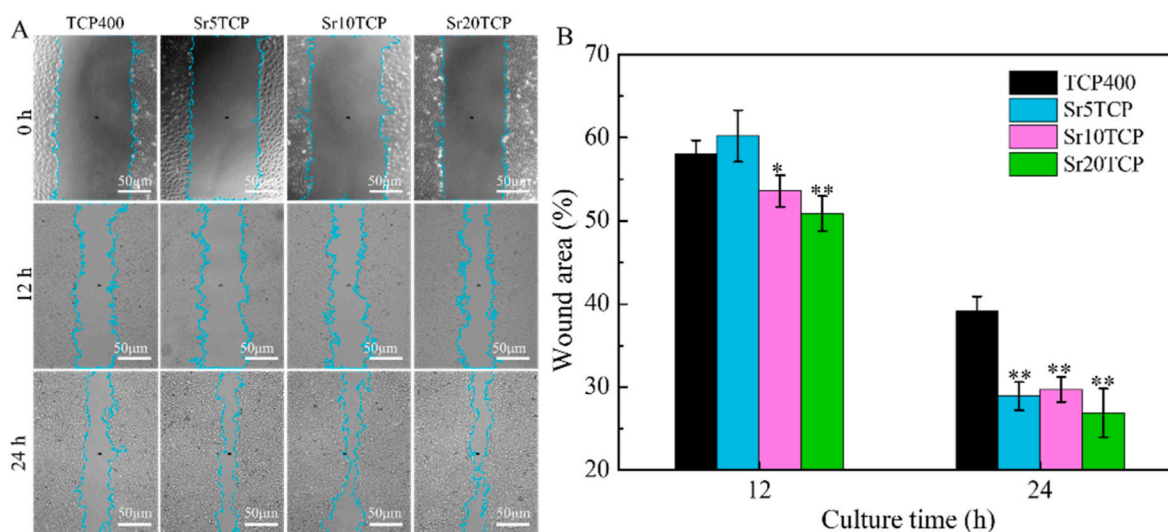 A
TCP400 Sr5TCP Sr10TCP Sr20TCP
0 h
50μm 50μm 50μm 50μm
12 h
50μm 50μm 50μm 50μm
24 h
50μm 50μm 50μm 50μm
B
Wound area (%)
70
60
50
40
30
20
TCP400
Sr5TCP
Sr10TCP
Sr20TCP
* **
** ** **
12 24
Culture time (h)